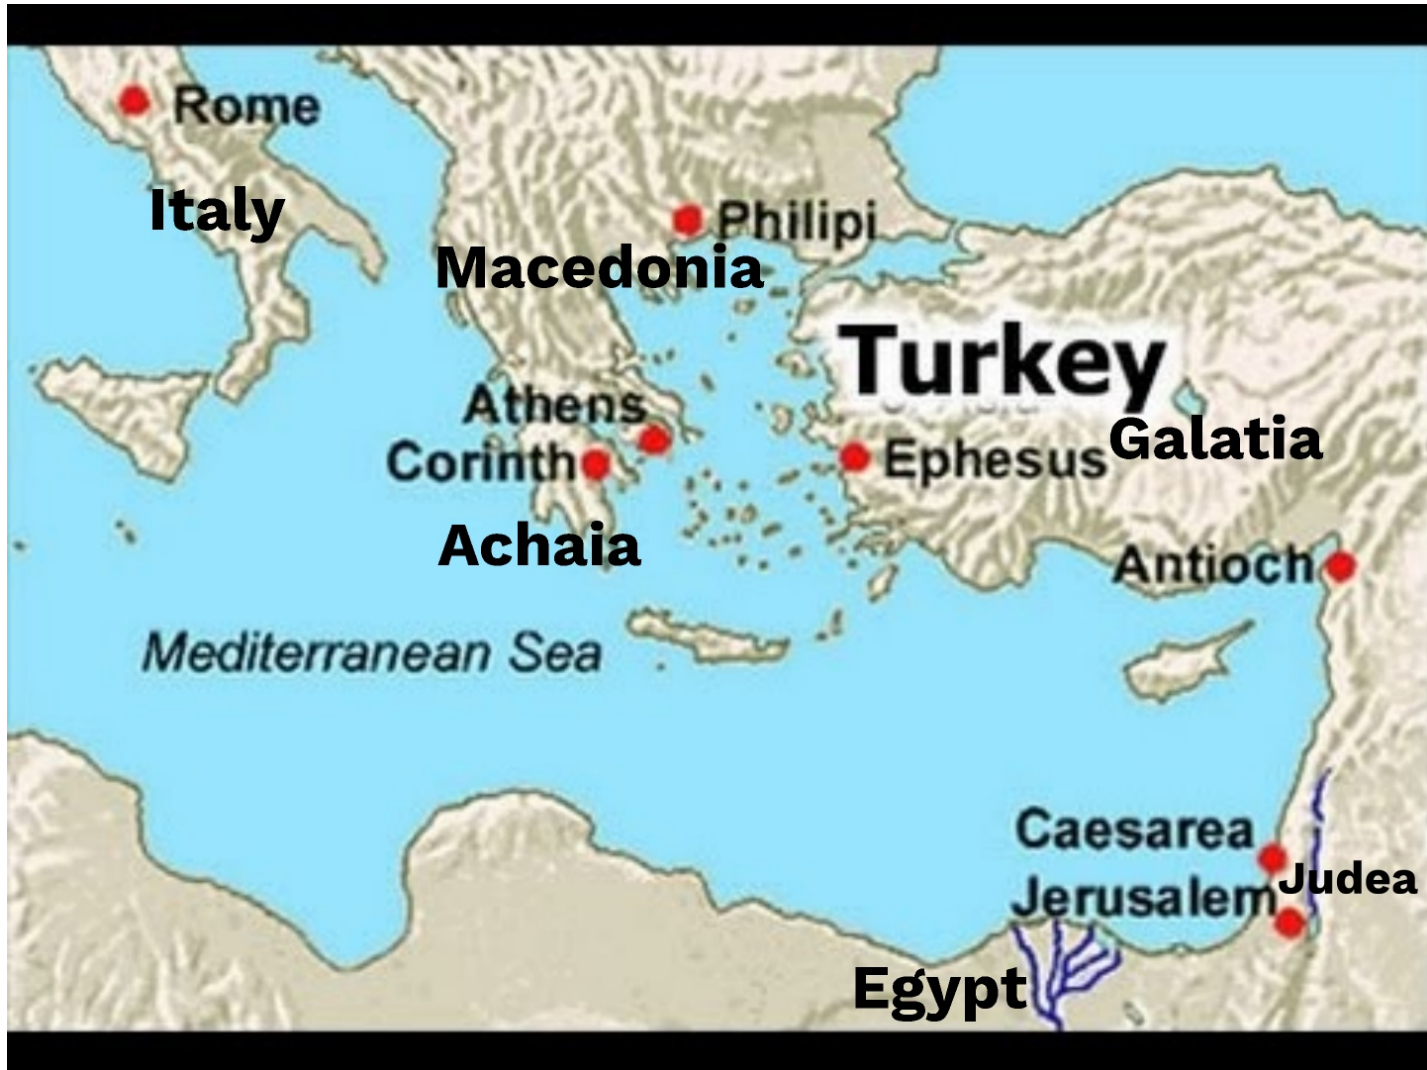 Rome
Italy
Philipi
Macedonia
Turkey
Athens
Galatia
Corinth
Ephesus
Achaia
Antioch
Mediterranean Sea
Caesarea
Judea
Jerusalem
Egypt